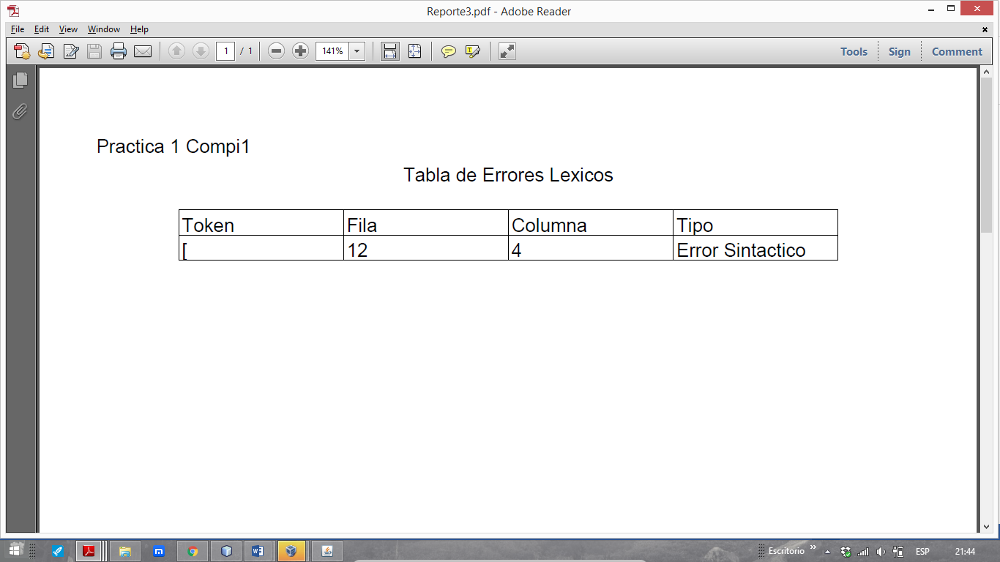 Reporte3.pdf - Adobe Reader
File Edit View Window Help
1 / 1 141% Tools Sign Comment
Practica 1 Compi1
Tabla de Errores Lexicos
Token Fila Columna Tipo
[ 12 4 Error Sintactico
Escritorio ESP 21:44